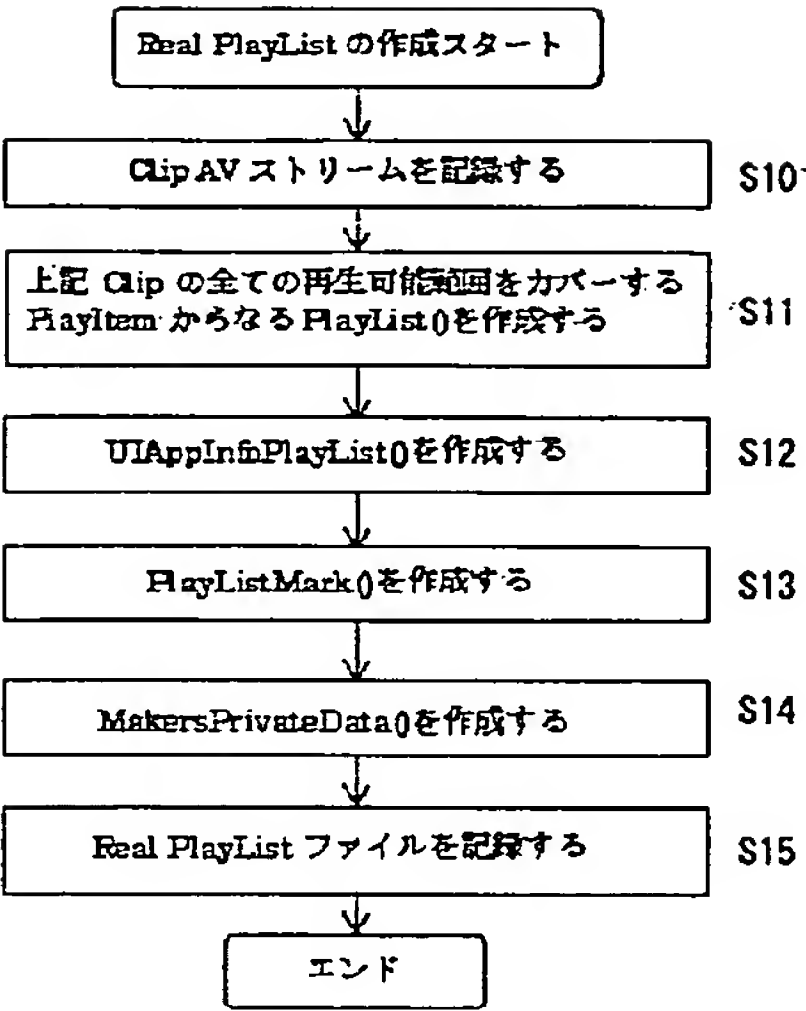 Real PlayList の作成スタート
Clip AV ストリームを記録する
S10
上記 Clip の全ての再生可能範囲をカバーする
PlayItem からなる PlayList()を作成する
S11
UIAppInfoPlayList()を作成する
S12
PlayListMark()を作成する
S13
MakersPrivateData()を作成する
S14
Real PlayList ファイルを記録する
S15
エンド